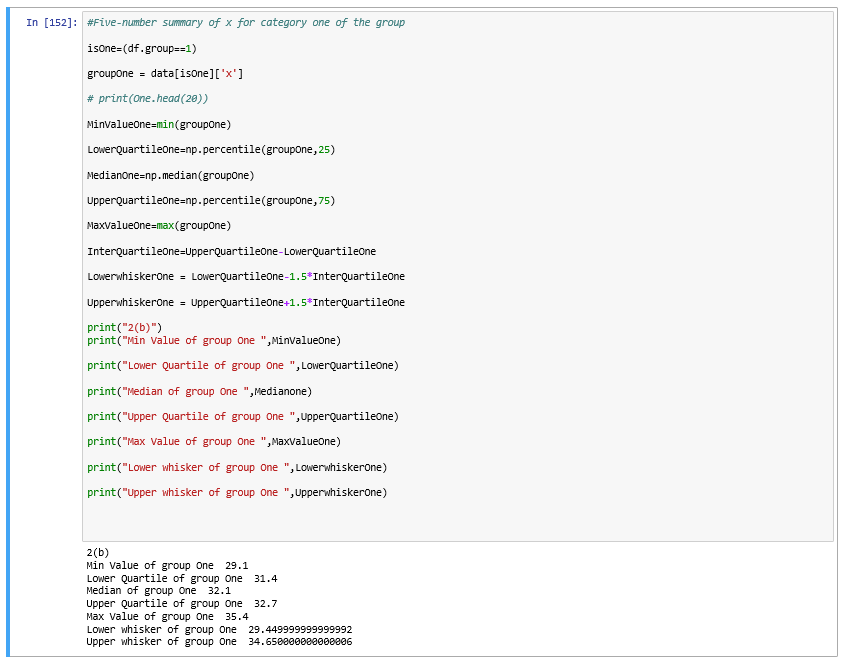 In [152]: #Five-number summary of x for category one of the group
isOne=(df.group==1)
groupOne = data[isOne]['x']
# print(One.head(20))
MinValueOne=min(groupOne)
LowerQuartileOne=np.percentile(groupOne,25)
MedianOne=np.median(groupOne)
UpperQuartileOne=np.percentile(groupOne,75)
MaxValueOne=max(groupOne)
InterQuartileOne=UpperQuartileOne-LowerQuartileOne
LowerwhiskerOne = LowerQuartileOne-1.5*InterQuartileOne
UpperwhiskerOne = UpperQuartileOne+1.5*InterQuartileOne
print("2(b)")
print("Min Value of group One ",MinValueOne)
print("Lower Quartile of group One ",LowerQuartileOne)
print("Median of group One ",Medianone)
print("Upper Quartile of group One ",UpperQuartileOne)
print("Max Value of group One ",MaxValueOne)
print("Lower whisker of group One ",LowerwhiskerOne)
print("Upper whisker of group One ",UpperwhiskerOne)
2(b)
Min Value of group One  29.1
Lower Quartile of group One  31.4
Median of group One  32.1
Upper Quartile of group One  32.7
Max Value of group One  35.4
Lower whisker of group One  29.449999999999992
Upper whisker of group One  34.650000000000006